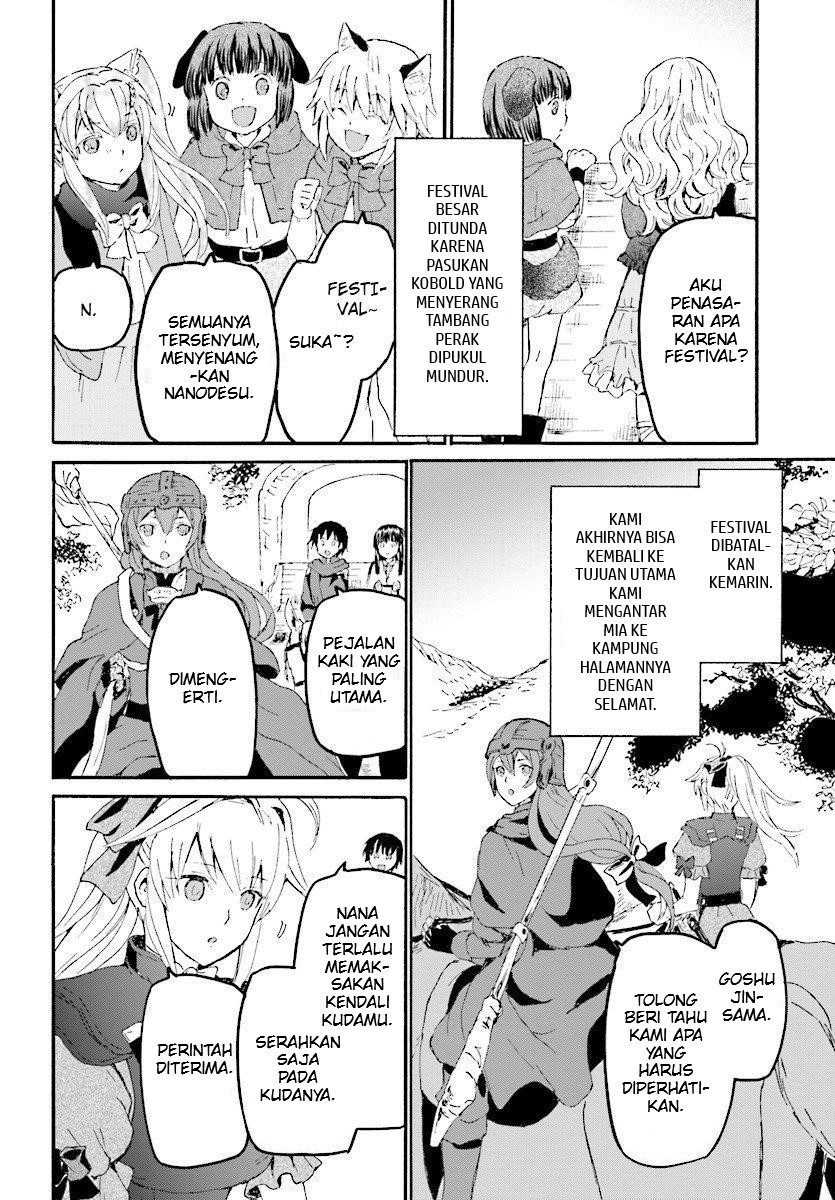 AKU
PENASA-
RAN APA
KARENA
FESTIVAL?
FESTIVAL
BESAR
DITUNDA
KARENA
PASUKAN
KOBOLD YANG
MENYERANG
TAMBANG
PERAK
DIPUKUL
MUNDUR.
FESTI-
VAL~
SUKA~?
SEMUANYA
TERSENYUM,
MENYENANG
-KAN
NANODESU.
N.
FESTIVAL
DIBATAL-
KAN
KEMARIN.
KAMI
AKHIRNYA BISA
KEMBALI KE
TUJUAN UTAMA
KAMI
MENGANTAR
MIA KE
KAMPUNG
HALAMANNYA
DENGAN
SELAMAT.
GOSHU
JIN-
SAMA.
TOLONG
BERI TAHU
KAMI APA
YANG
HARUS
DIPERHATI-
KAN.
PEJALAN
KAKI YANG
PALING
UTAMA.
DIMENG-
ERTI.
NANA
JANGAN
TERLALU
MEMAK-
SAKAN
KENDALI
KUDAMU.
SERAHKAN
SAJA
PADA
KUDANYA.
PERINTAH
DITERIMA.